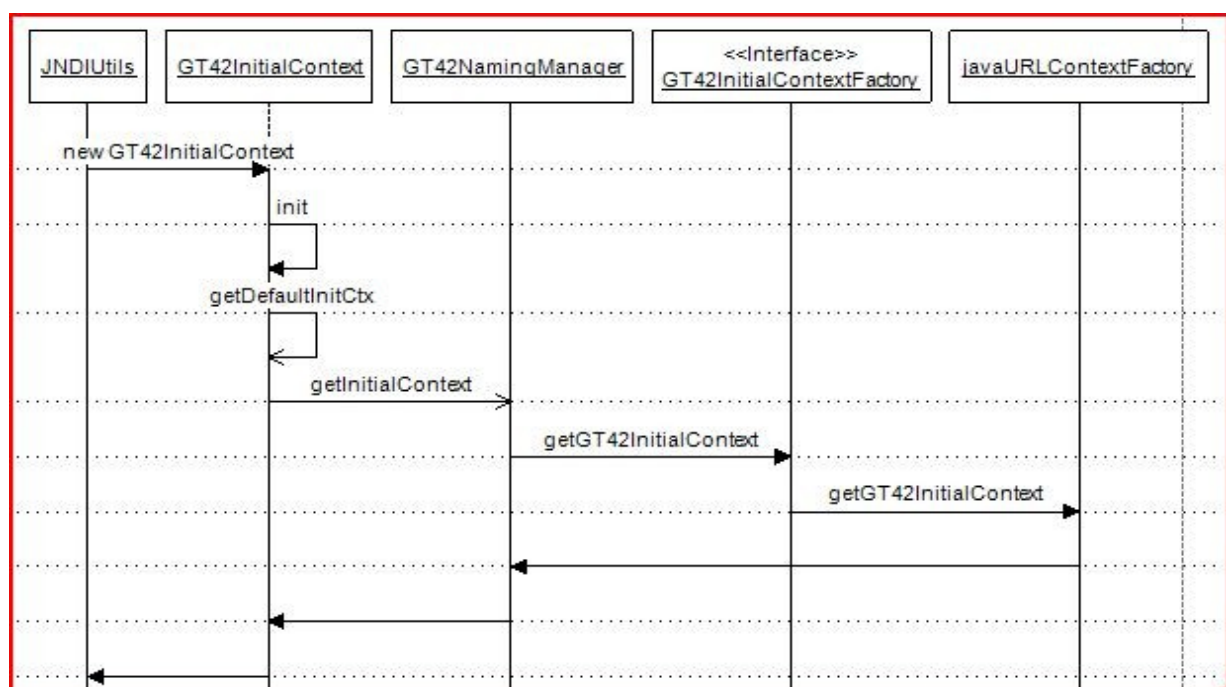 JNDIUtils
GT42InitialContext
GT42NamingManager
<<Interface>>
GT42InitialContextFactory
javaURLContextFactory
new GT42InitialContext
init
getDefaultInitCtx
getInitialContext
getGT42InitialContext
getGT42InitialContext